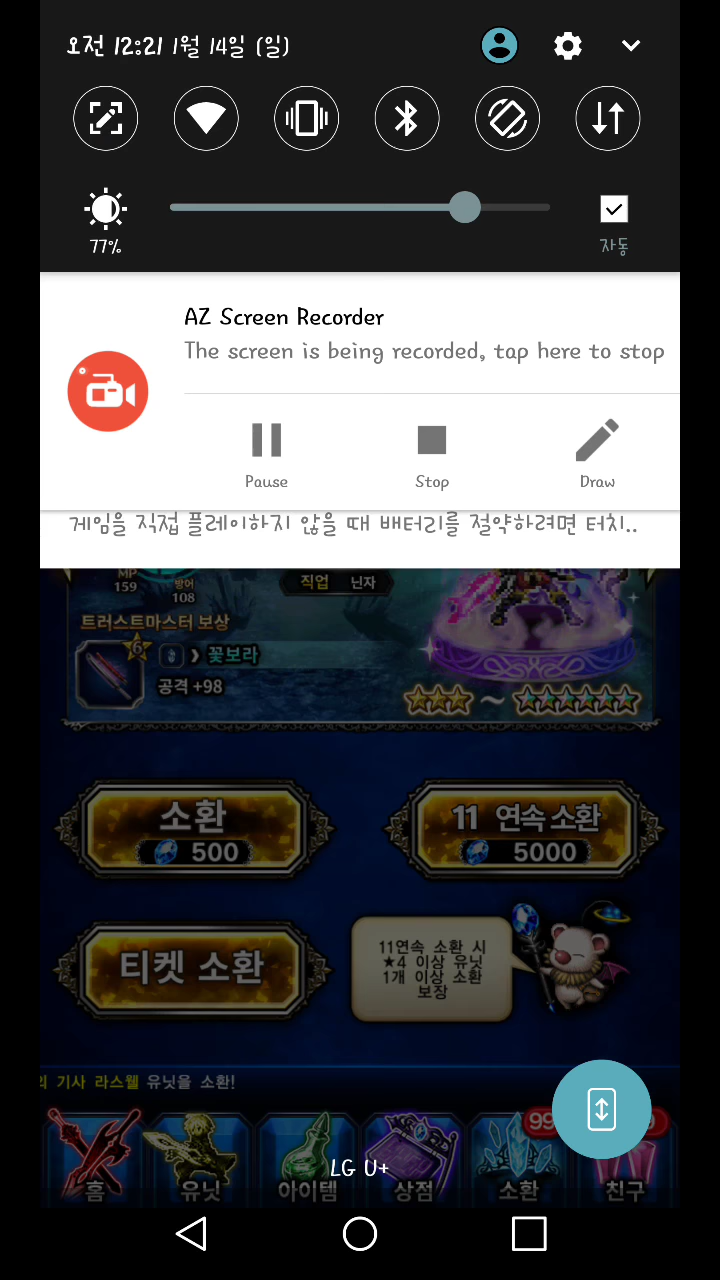 오전 12:21 1월 14일 (일)
77%
자동
AZ Screen Recorder
The screen is being recorded, tap here to stop
Pause
Stop
Draw
게임을 직접 플레이하지 않을 때 배터리를 절약하려면 터치..
MP
159
방어
108
직업 닌자
트러스트마스터 보상
6
꽃보라
공격 +98
소환
500
11 연속 소환
5000
티켓 소환
11연속 소환 시
★4 이상 유닛
1개 이상 소환
보장
기사 라스웰 유닛을 소환!
99
LG U+
홈
유닛
아이템
상점
소환
친구